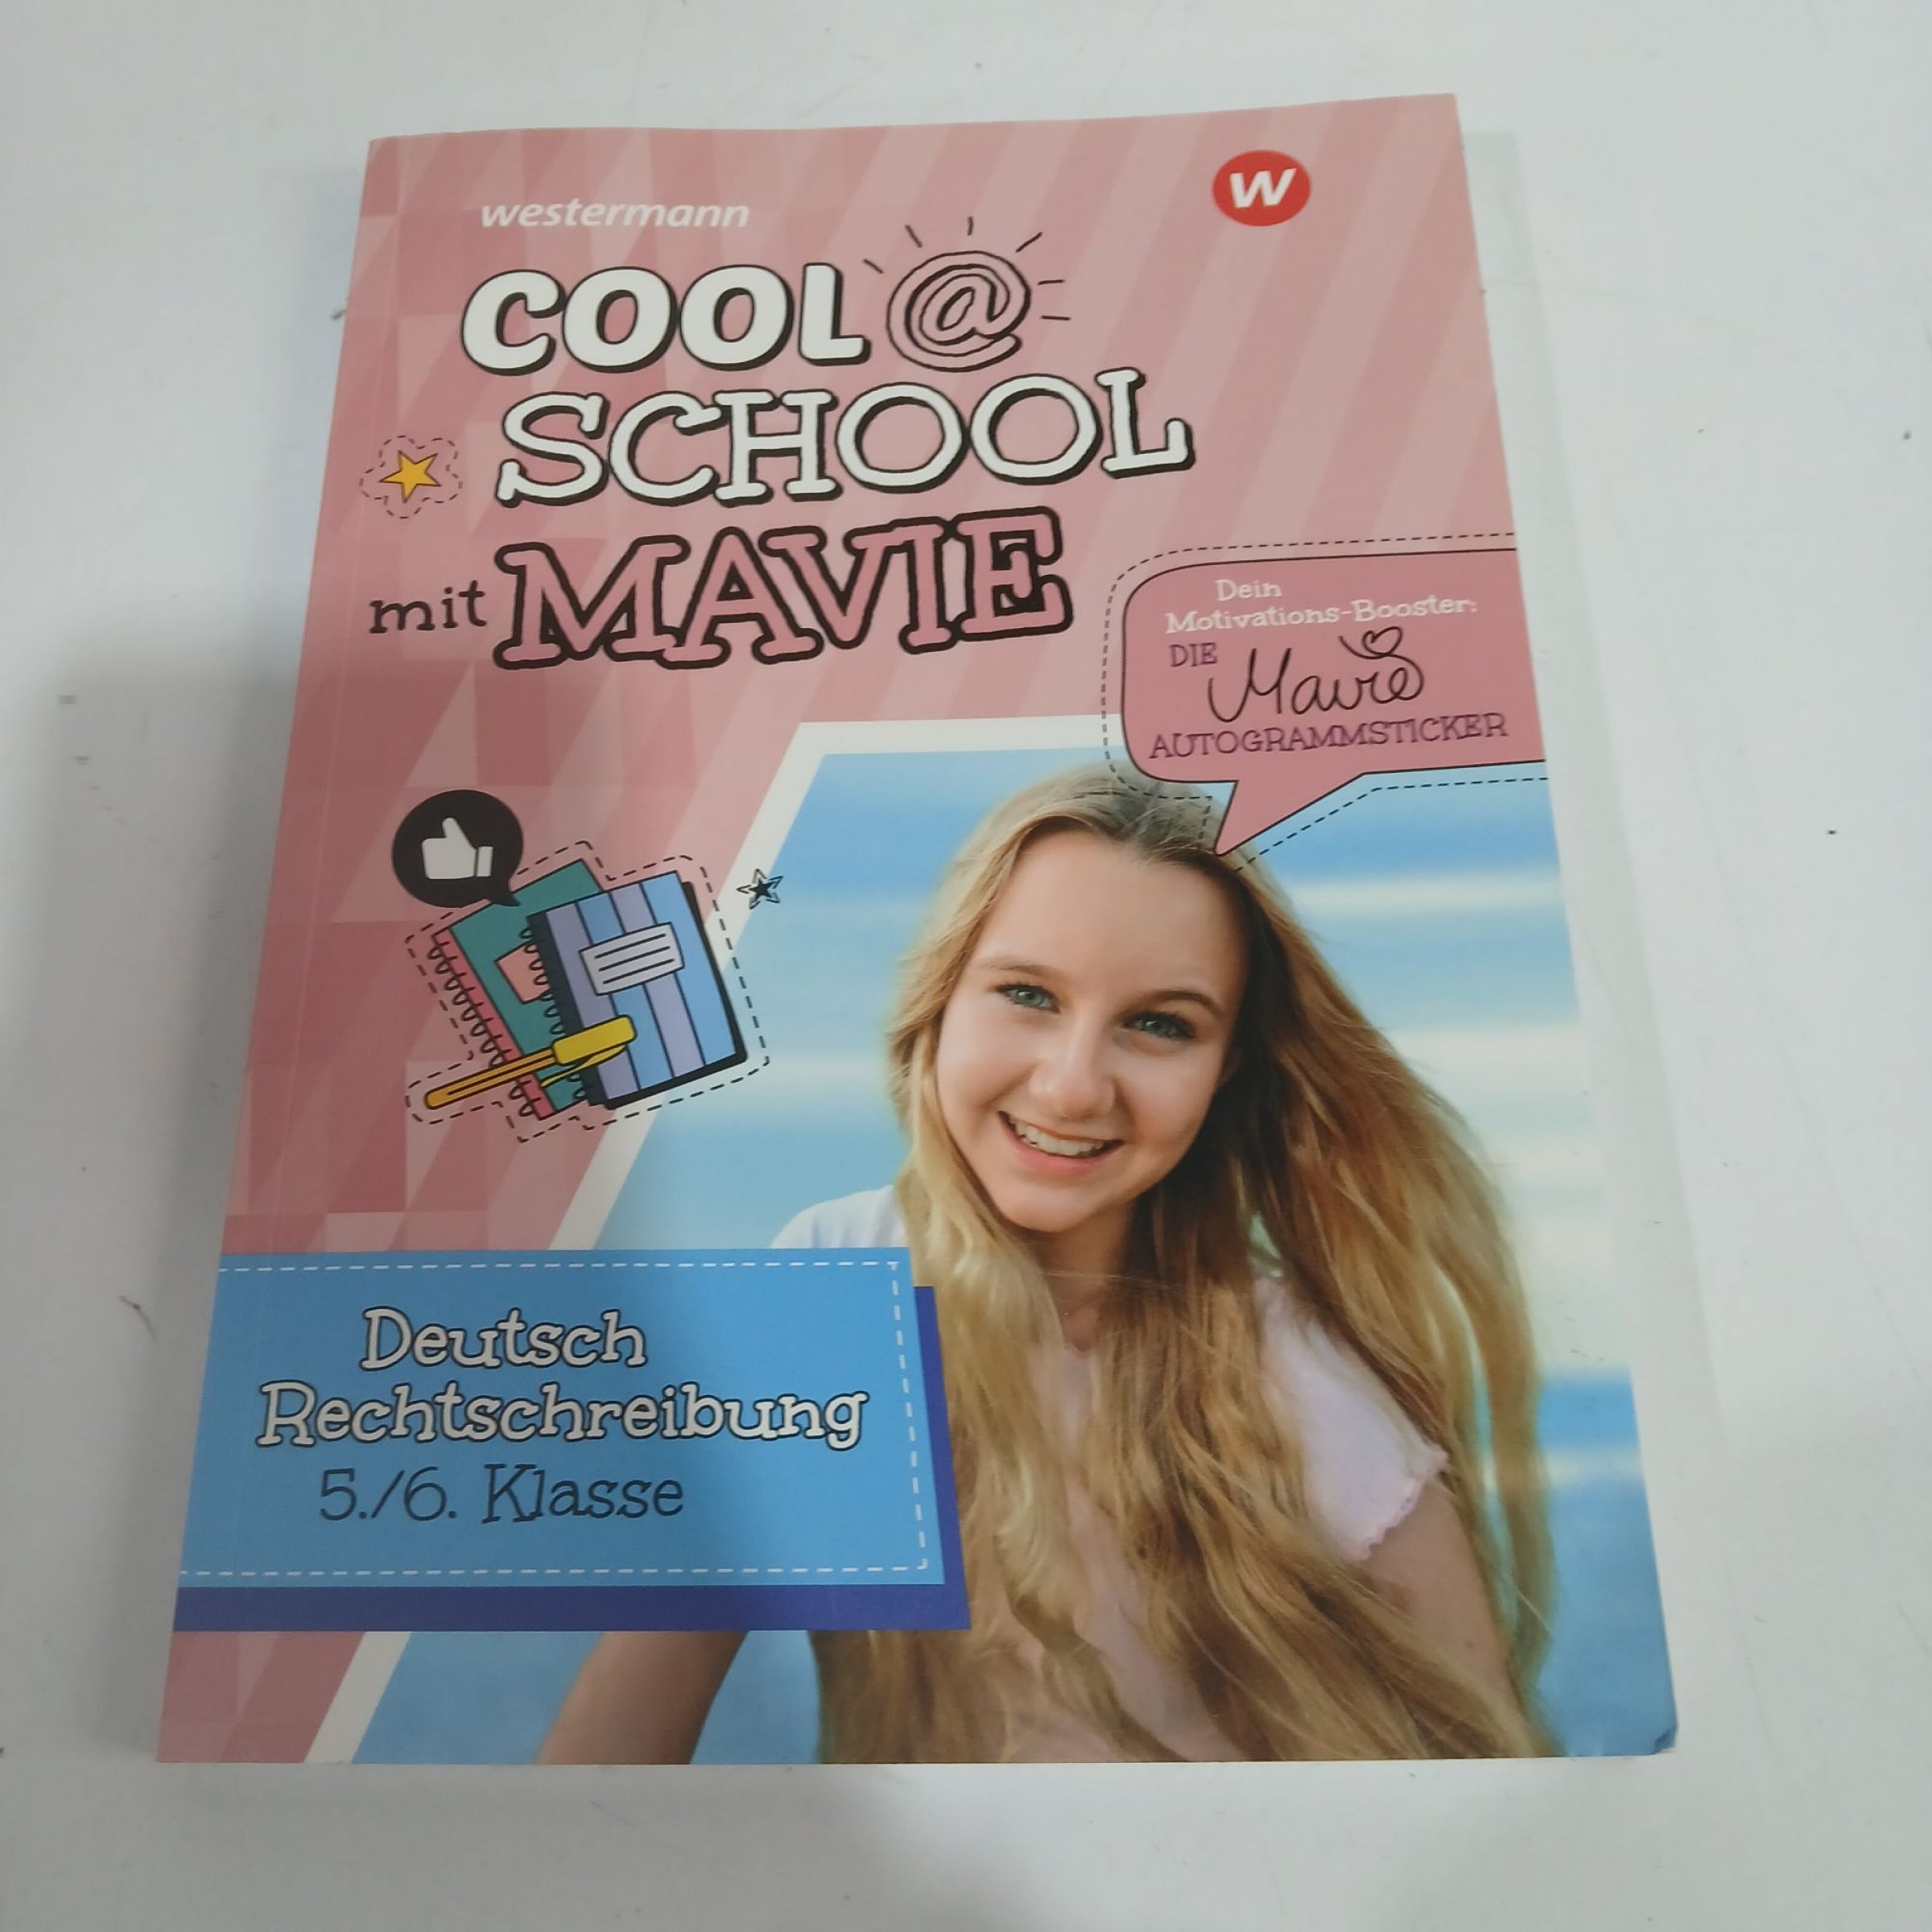 westermann
W
COOL@
SCHOOL
mit MAVIE
Dein
Motivations-Booster:
DIE Mavie
AUTOGRAMMSTICKER
Deutsch
Rechtschreibung
5./6. Klasse